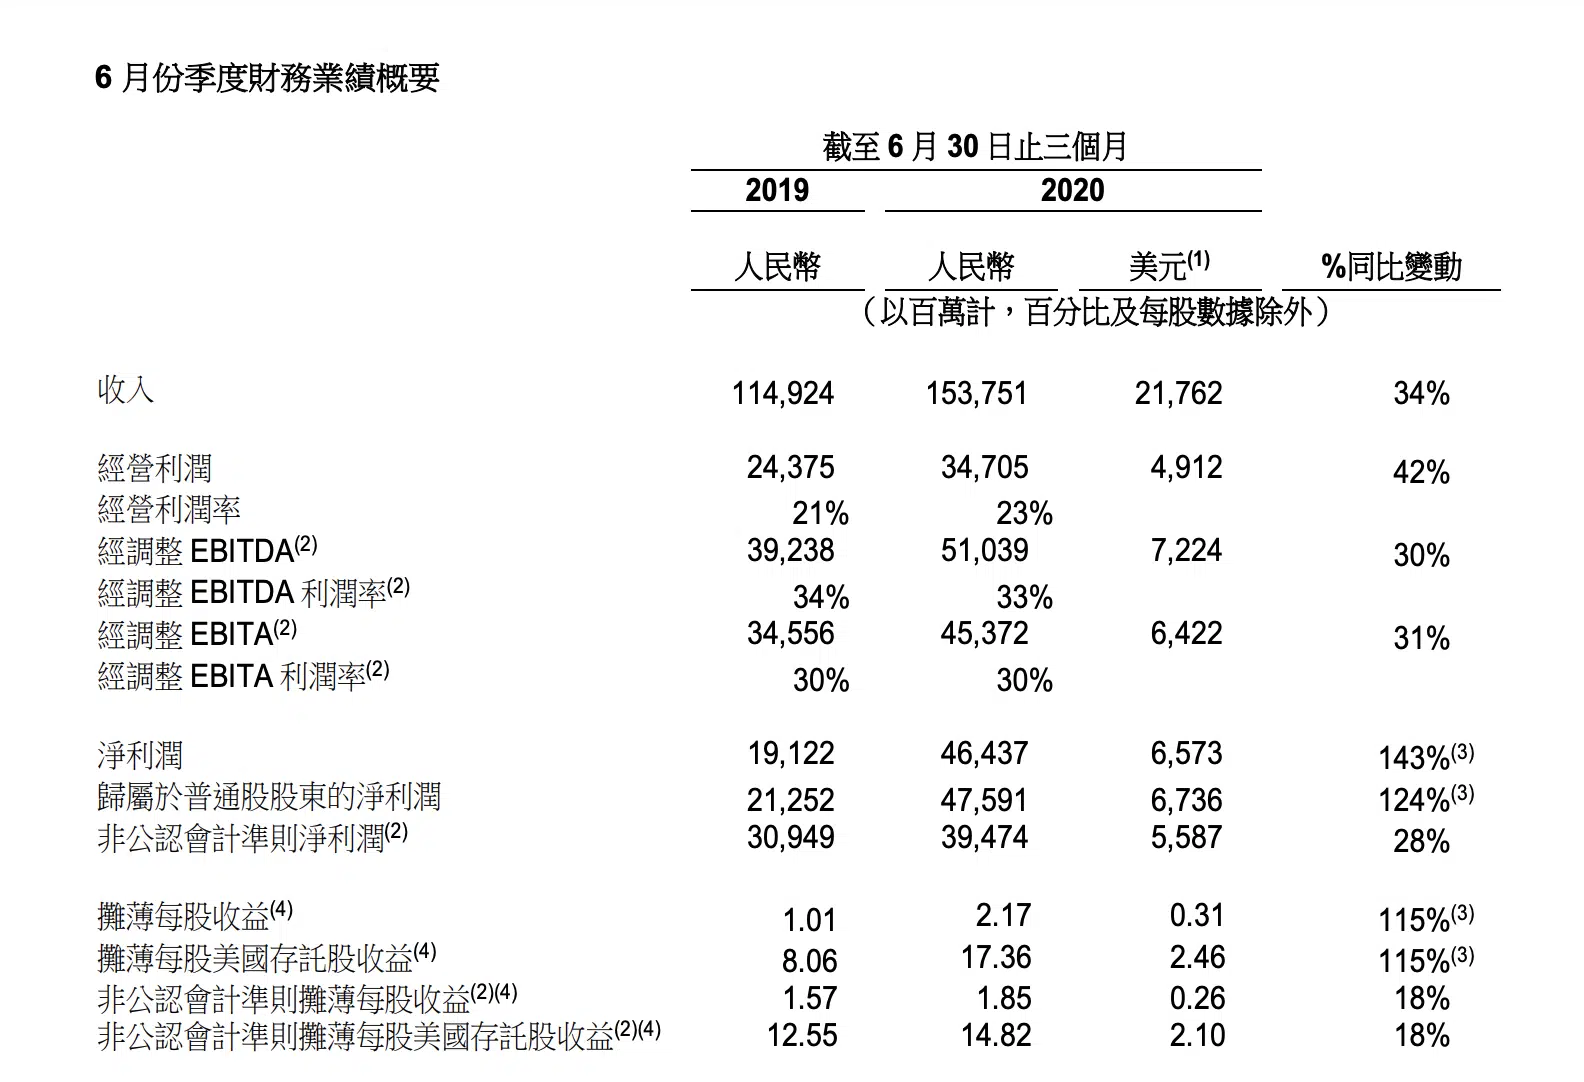 6 月份季度財務業績概要
截至 6 月 30 日止三個月
2019 2020
人民幣 人民幣 美元(1) %同比變動
（以百萬計，百分比及每股數據除外）
收入 114,924 153,751 21,762 34%
經營利潤 24,375 34,705 4,912 42%
經營利潤率 21% 23%
經調整 EBITDA(2) 39,238 51,039 7,224 30%
經調整 EBITDA 利潤率(2) 34% 33%
經調整 EBITA(2) 34,556 45,372 6,422 31%
經調整 EBITA 利潤率(2) 30% 30%
淨利潤 19,122 46,437 6,573 143%(3)
歸屬於普通股股東的淨利潤 21,252 47,591 6,736 124%(3)
非公認會計準則淨利潤(2) 30,949 39,474 5,587 28%
攤薄每股收益(4) 1.01 2.17 0.31 115%(3)
攤薄每股美國存託股收益(4) 8.06 17.36 2.46 115%(3)
非公認會計準則攤薄每股收益(2)(4) 1.57 1.85 0.26 18%
非公認會計準則攤薄每股美國存託股收益(2)(4) 12.55 14.82 2.10 18%